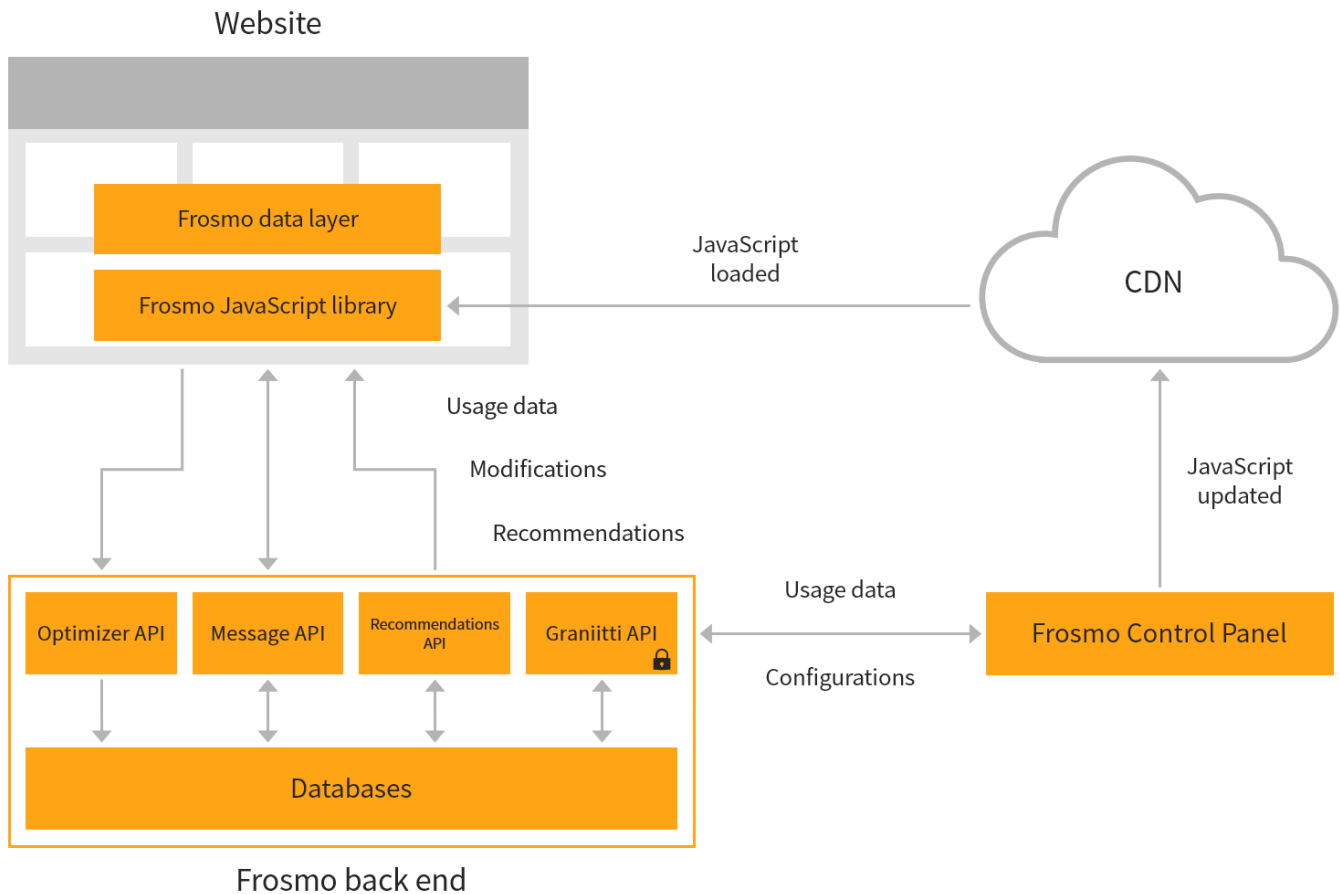 Website
Frosmo data layer
Frosmo JavaScript library
JavaScript
loaded
CDN
Usage data
Modifications
Recommendations
JavaScript
updated
Optimizer API
Message API
Recommendations
API
Graniitti API
Usage data
Configurations
Frosmo Control Panel
Databases
Frosmo back end